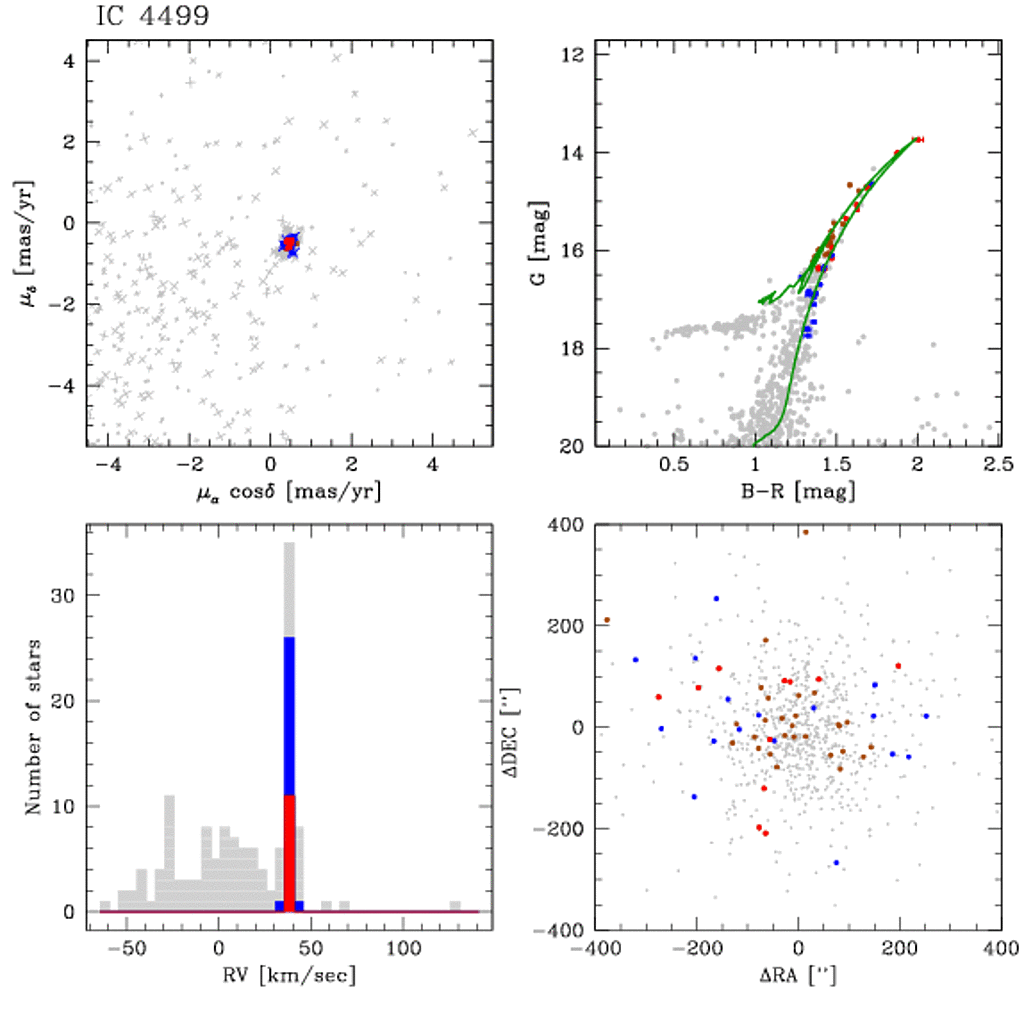 IC 4499
4
2
0
−2
−4
μδ [mas/yr]
−4 −2 0 2 4
μα cosδ [mas/yr]
12
14
16
18
20
G [mag]
0.5 1 1.5 2 2.5
B−R [mag]
30
20
10
0
Number of stars
−50 0 50 100
RV [km/sec]
400
200
0
−200
−400
ΔDEC ["]
−400 −200 0 200 400
ΔRA ["]